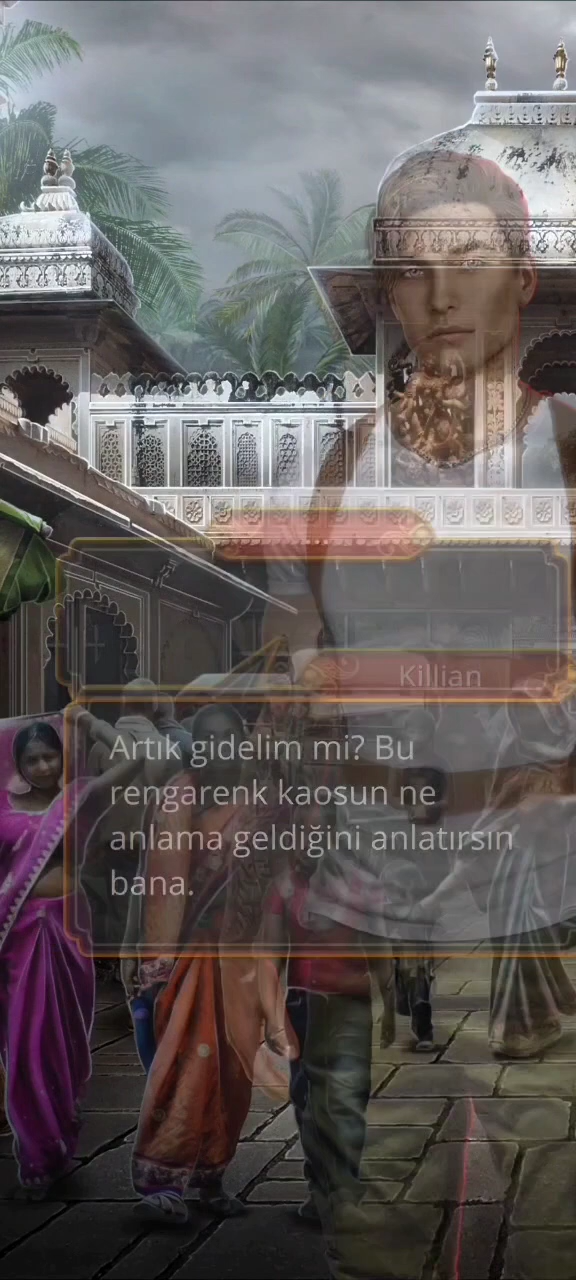 Killian
Artık gidelim mi? Bu
rengarenk kaosun ne
anlama geldiğini anlatırsın
bana.